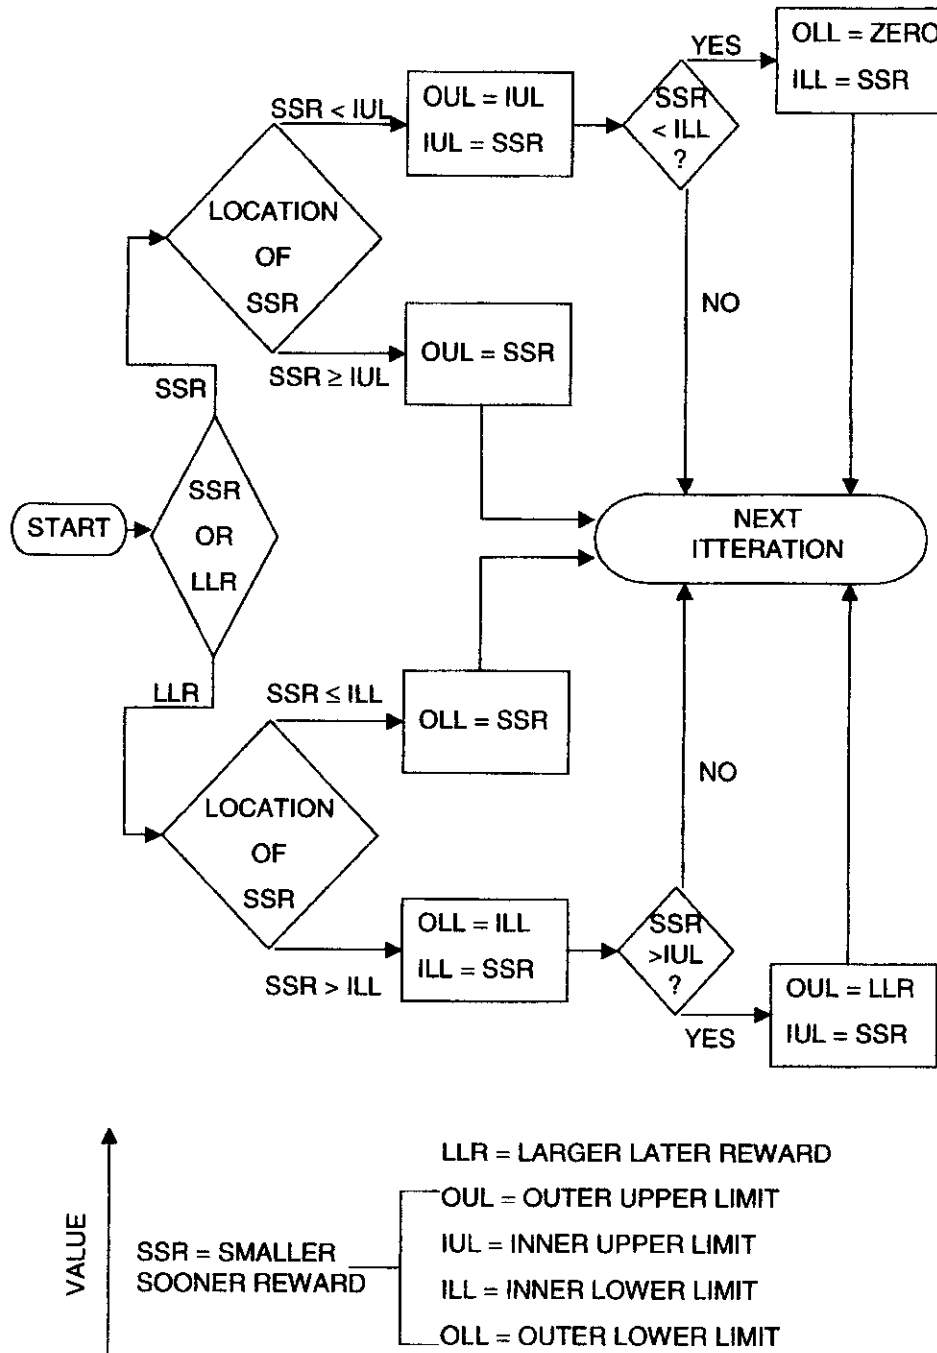 YES
OLL = ZERO
ILL = SSR
SSR < IUL
OUL = IUL
IUL = SSR
SSR
< ILL
?
LOCATION
OF
SSR
NO
OUL = SSR
SSR ≥ IUL
SSR
SSR
OR
LLR
START
NEXT
ITTERATION
LLR
SSR ≤ ILL
OLL = SSR
NO
LOCATION
OF
SSR
OLL = ILL
ILL = SSR
SSR
>IUL
?
SSR > ILL
YES
OUL = LLR
IUL = SSR
VALUE
SSR = SMALLER
SOONER REWARD
LLR = LARGER LATER REWARD
OUL = OUTER UPPER LIMIT
IUL = INNER UPPER LIMIT
ILL = INNER LOWER LIMIT
OLL = OUTER LOWER LIMIT